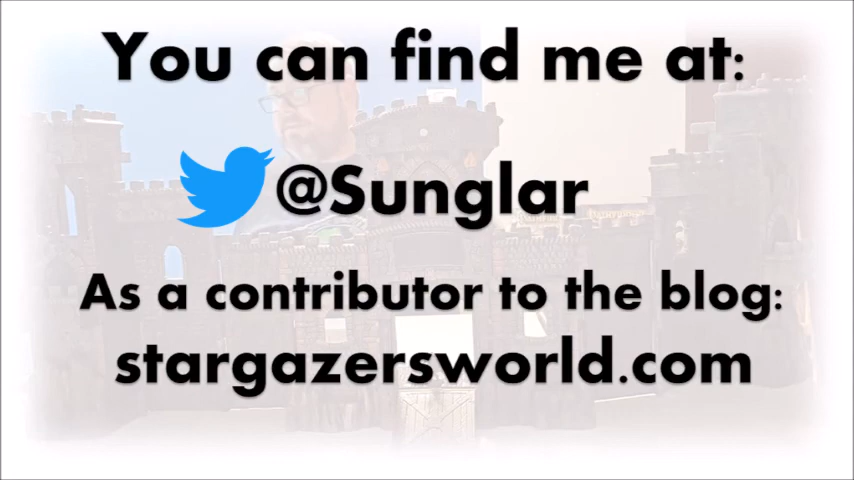 You can find me at:
@Sunglar
As a contributor to the blog:
stargazersworld.com